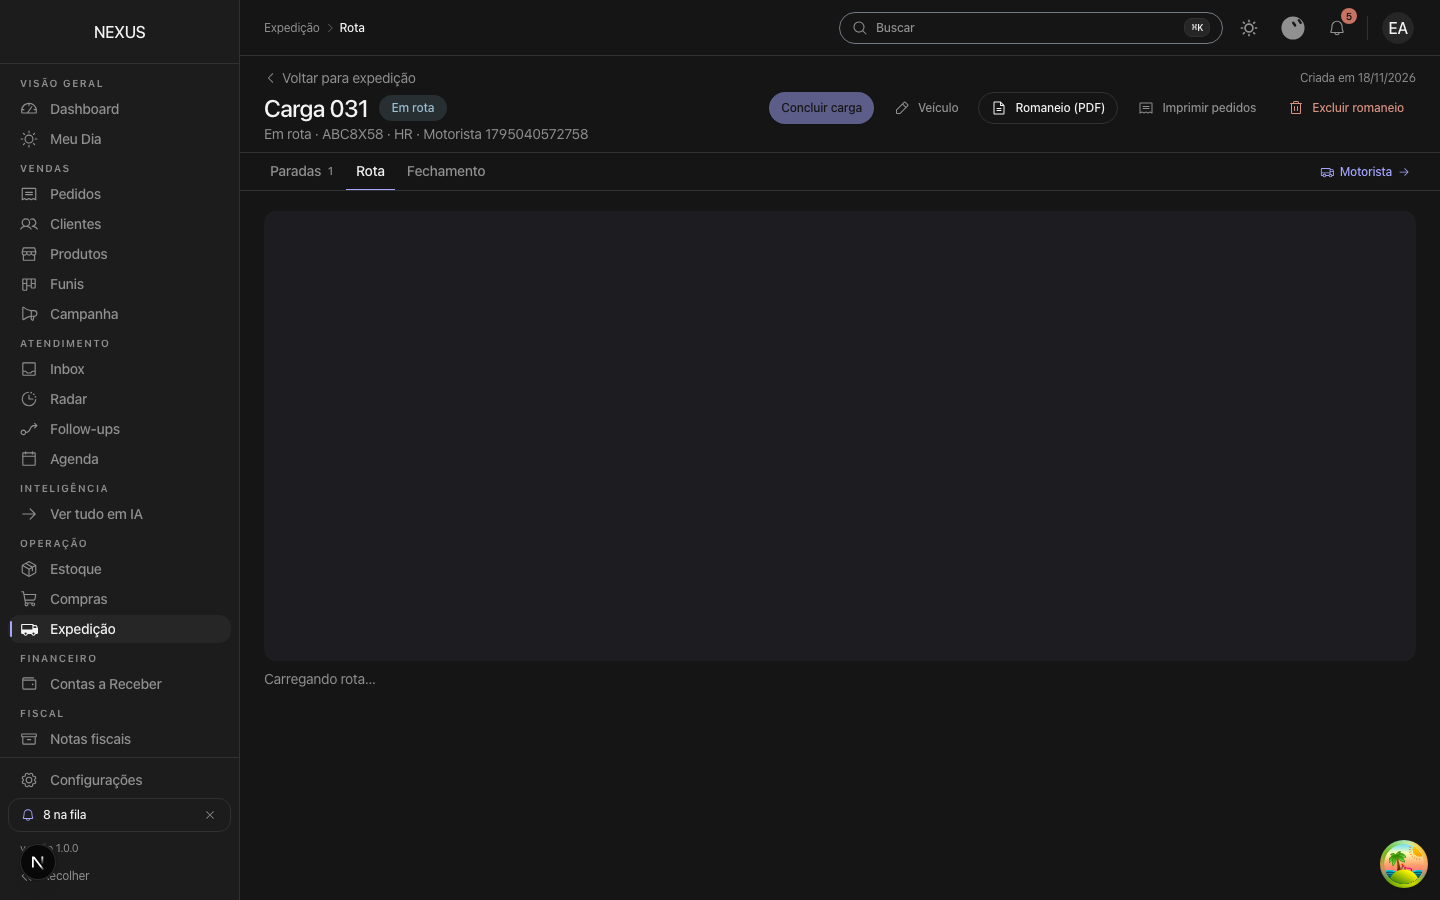 NEXUS
VISÃO GERAL
Dashboard
Meu Dia
VENDAS
Pedidos
Clientes
Produtos
Funis
Campanha
ATENDIMENTO
Inbox
Radar
Follow-ups
Agenda
INTELIGÊNCIA
Ver tudo em IA
OPERAÇÃO
Estoque
Compras
Expedição
FINANCEIRO
Contas a Receber
FISCAL
Notas fiscais
Configurações
8 na fila
1.0.0
Expedição Rota
Buscar
⌘K
5
EA
Voltar para expedição
Criada em 18/11/2026
Carga 031 Em rota
Concluir carga Veículo Romaneio (PDF) Imprimir pedidos Excluir romaneio
Em rota · ABC8X58 · HR · Motorista 1795040572758
Paradas 1 Rota Fechamento
Motorista →
Carregando rota...